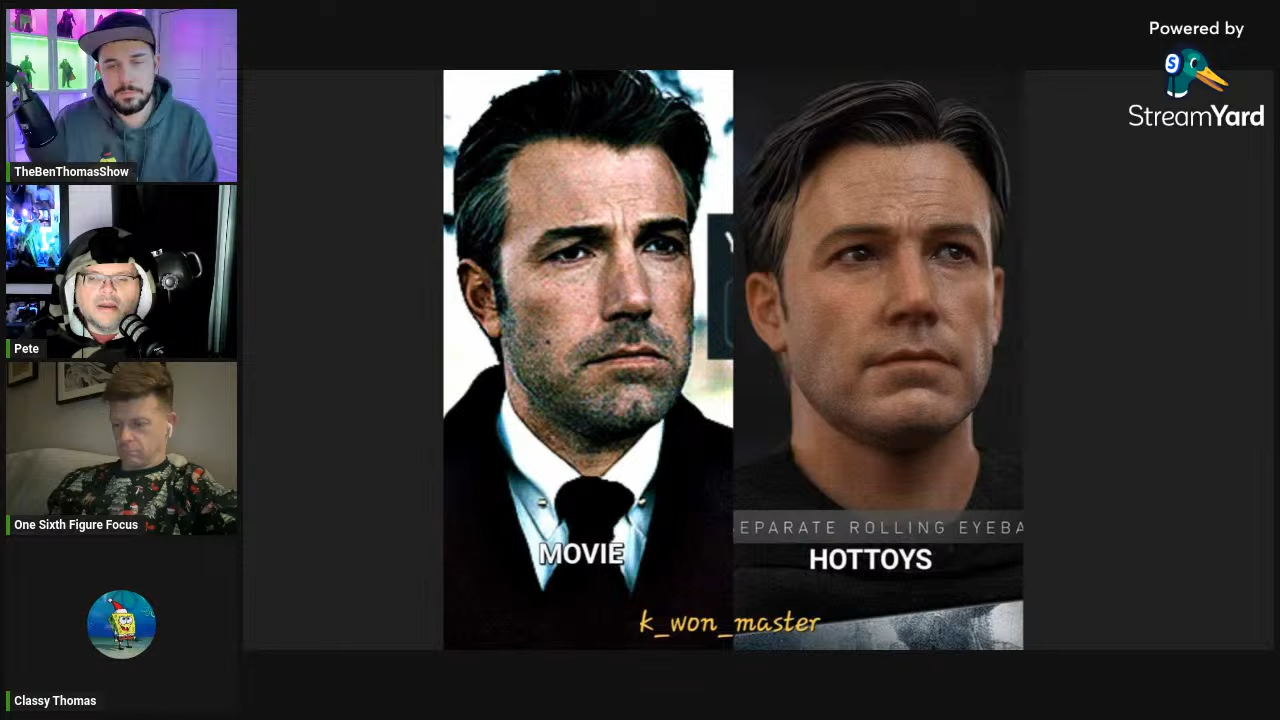 Powered by
S
StreamYard
TheBenThomasShow
Pete
One Sixth Figure Focus
Classy Thomas
EPARATE ROLLING EYEBA
MOVIE
HOTTOYS
k_won_master